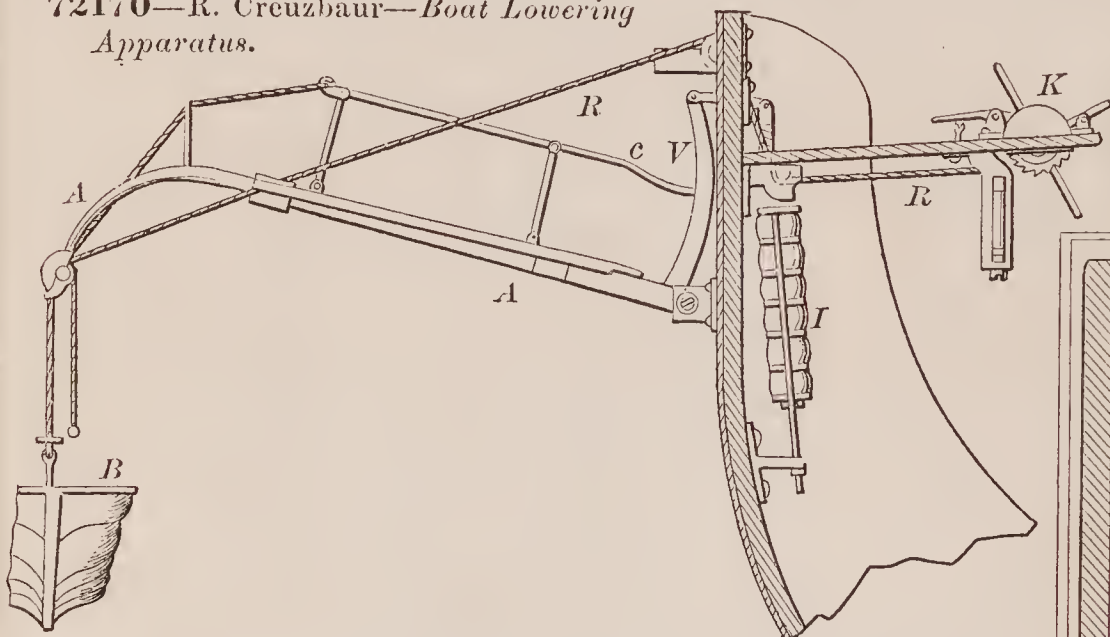 72170—R. Creuzbaur—Boat Lowering
Apparatus.
K
R
c V
A
R
A
I
B